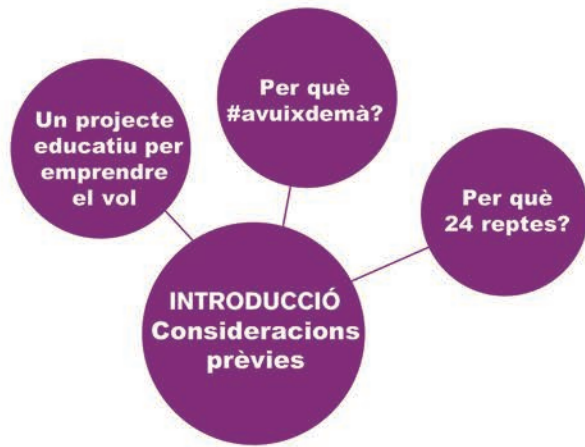 Un projecte
educatiu per
emprendre
el vol
Per què
#avuixdemà?
Per què
24 reptes?
INTRODUCCIÓ
Consideracions
prèvies